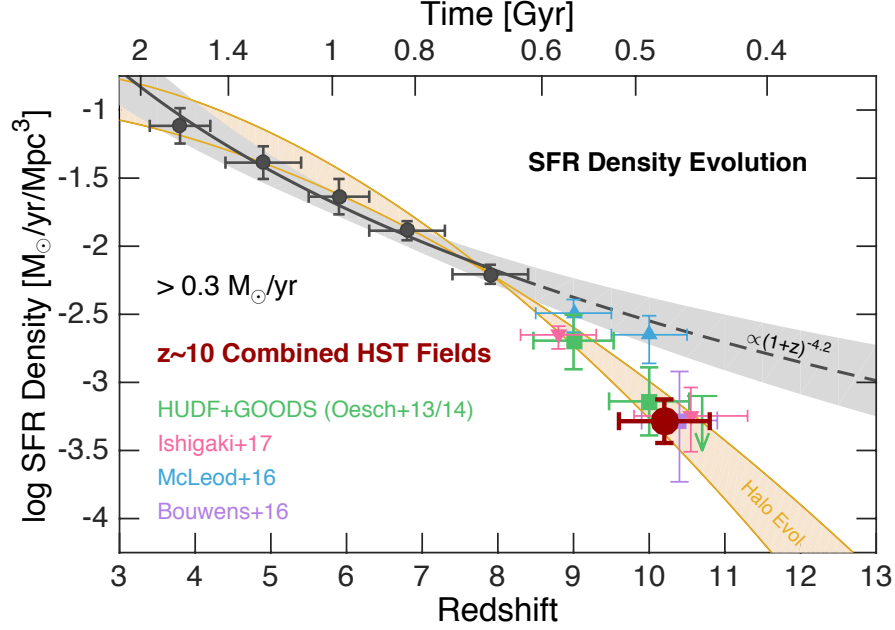 Time [Gyr]
2 1.4 1 0.8 0.6 0.5 0.4
-1
-1.5
-2
-2.5
-3
-3.5
-4
log SFR Density [M☉/yr/Mpc³]
SFR Density Evolution
> 0.3 M☉/yr
z~10 Combined HST Fields
HUDF+GOODS (Oesch+13/14)
Ishigaki+17
McLeod+16
Bouwens+16
∝(1+z)^-4.2
Halo Evol.
3 4 5 6 7 8 9 10 11 12 13
Redshift